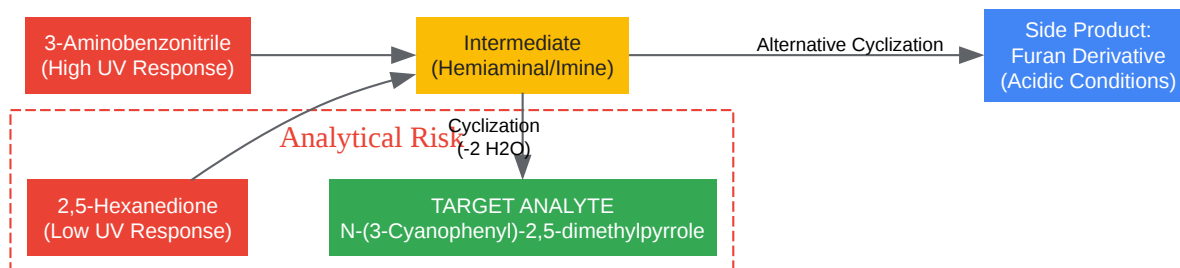 3-Aminobenzonitrile
(High UV Response)
Intermediate
(Hemiaminal/Imine)
Alternative Cyclization
Side Product:
Furan Derivative
(Acidic Conditions)
Analytical Risk
Cyclization
(-2 H2O)
2,5-Hexanedione
(Low UV Response)
TARGET ANALYTE
N-(3-Cyanophenyl)-2,5-dimethylpyrrole